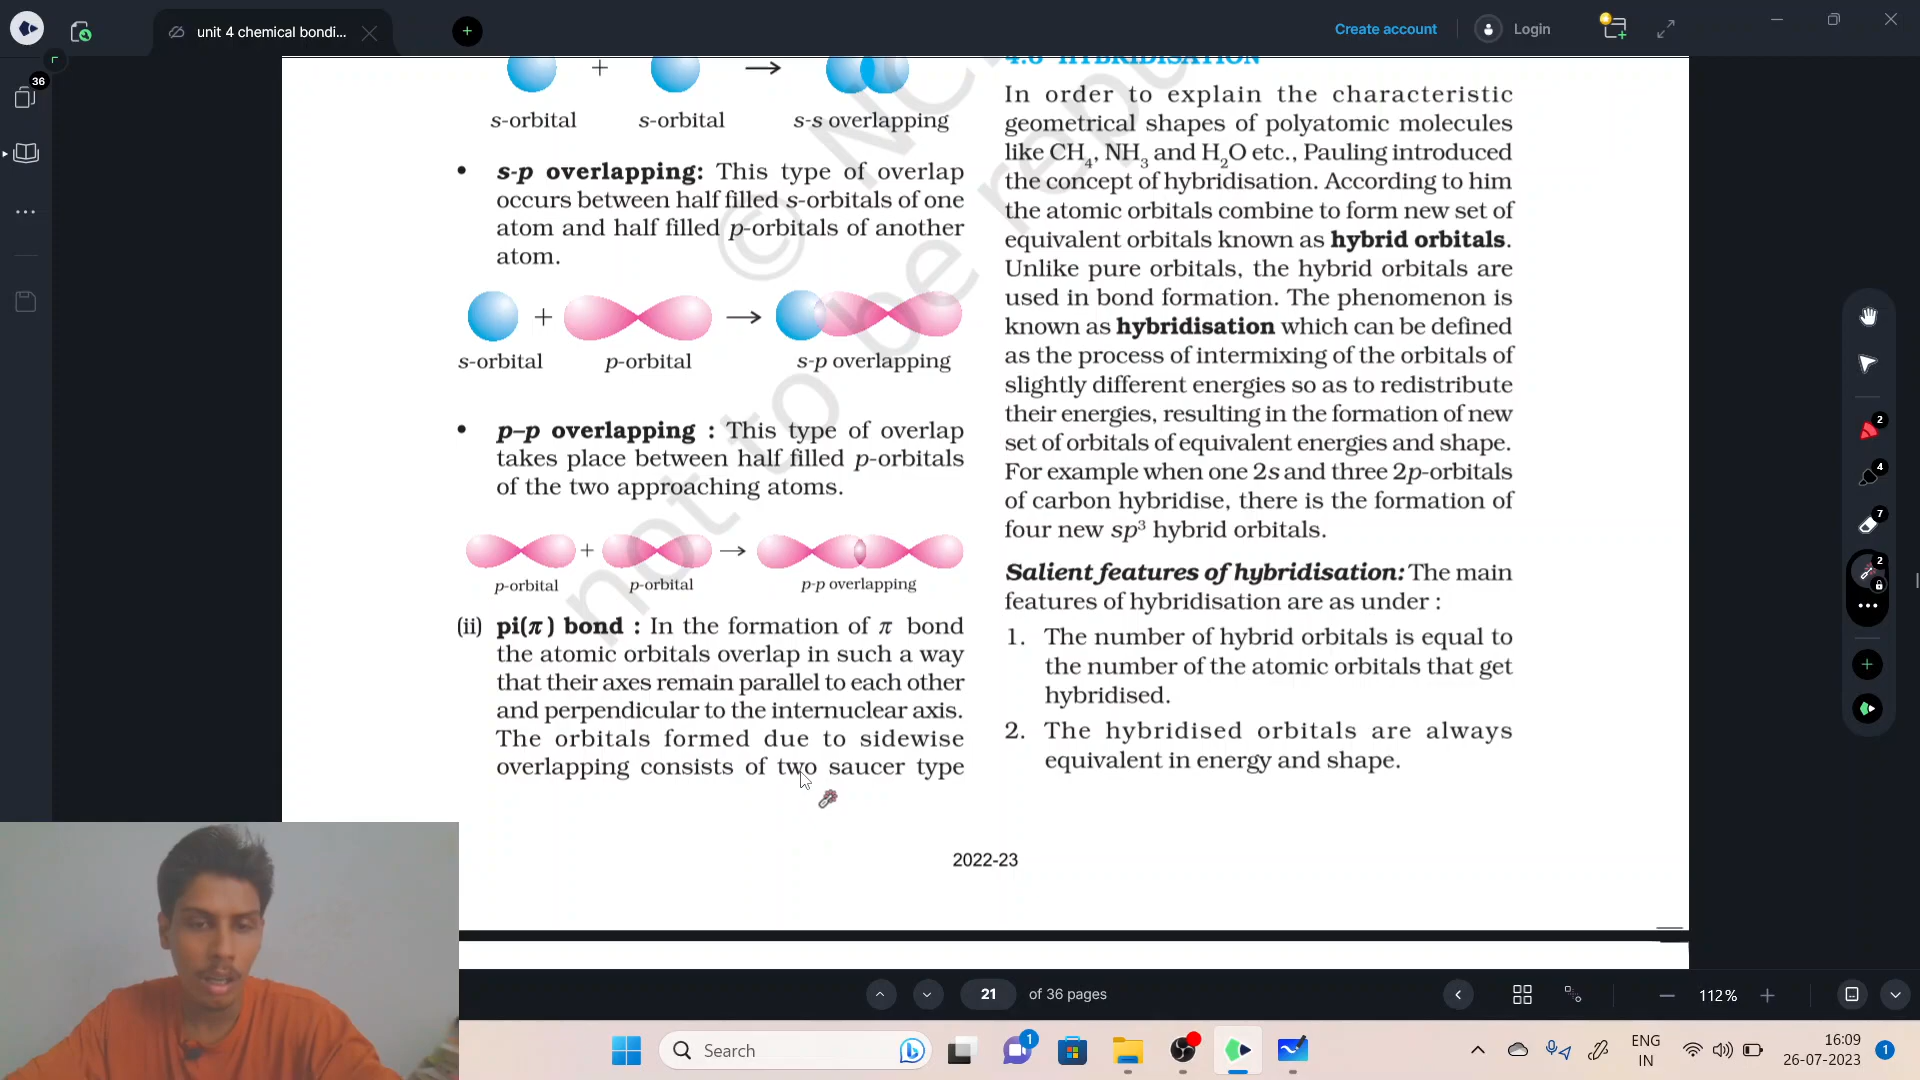 unit 4 chemical bondi...
Create account
Login
36
s-orbital
+
s-orbital
s-s overlapping
• s-p overlapping: This type of overlap
occurs between half filled s-orbitals of one
atom and half filled p-orbitals of another
atom.
+
s-orbital
p-orbital
s-p overlapping
• p–p overlapping : This type of overlap
takes place between half filled p-orbitals
of the two approaching atoms.
+
p-orbital
p-orbital
p-p overlapping
(ii) pi(π) bond : In the formation of π bond
the atomic orbitals overlap in such a way
that their axes remain parallel to each other
and perpendicular to the internuclear axis.
The orbitals formed due to sidewise
overlapping consists of two saucer type
4.6 HYBRIDISATION
In order to explain the characteristic
geometrical shapes of polyatomic molecules
like CH4, NH3 and H2O etc., Pauling introduced
the concept of hybridisation. According to him
the atomic orbitals combine to form new set of
equivalent orbitals known as hybrid orbitals.
Unlike pure orbitals, the hybrid orbitals are
used in bond formation. The phenomenon is
known as hybridisation which can be defined
as the process of intermixing of the orbitals of
slightly different energies so as to redistribute
their energies, resulting in the formation of new
set of orbitals of equivalent energies and shape.
For example when one 2s and three 2p-orbitals
of carbon hybridise, there is the formation of
four new sp3 hybrid orbitals.
Salient features of hybridisation: The main
features of hybridisation are as under :
1. The number of hybrid orbitals is equal to
the number of the atomic orbitals that get
hybridised.
2. The hybridised orbitals are always
equivalent in energy and shape.
not to be
©
2022-23
2
4
7
2
21 of 36 pages
112%
Search
1
ENG
IN
16:09
26-07-2023
1